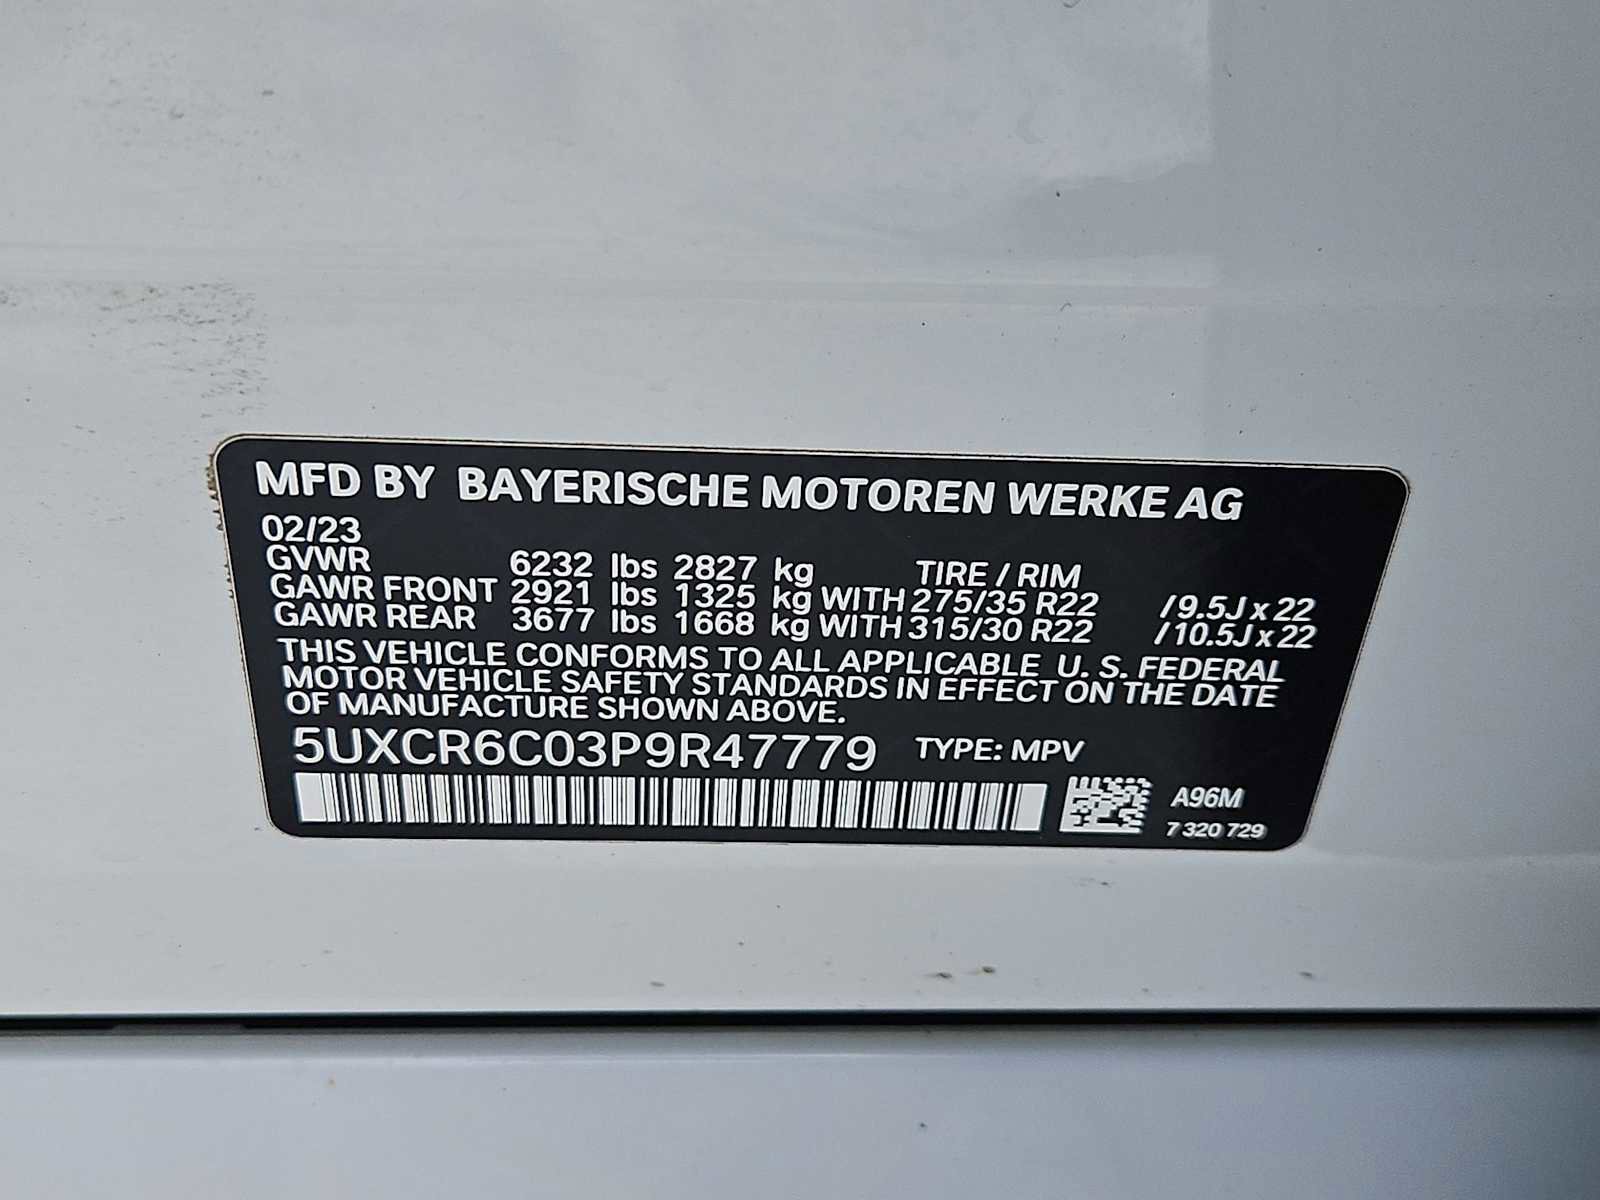 MFD BY BAYERISCHE MOTOREN WERKE AG
02/23
GVWR 6232 lbs 2827 kg TIRE / RIM
GAWR FRONT 2921 lbs 1325 kg WITH 275/35 R22 / 9.5J x 22
GAWR REAR 3677 lbs 1668 kg WITH 315/30 R22 / 10.5J x 22
THIS VEHICLE CONFORMS TO ALL APPLICABLE U. S. FEDERAL
MOTOR VEHICLE SAFETY STANDARDS IN EFFECT ON THE DATE
OF MANUFACTURE SHOWN ABOVE.
5UXCR6C03P9R47779 TYPE: MPV
A96M
7 320 729